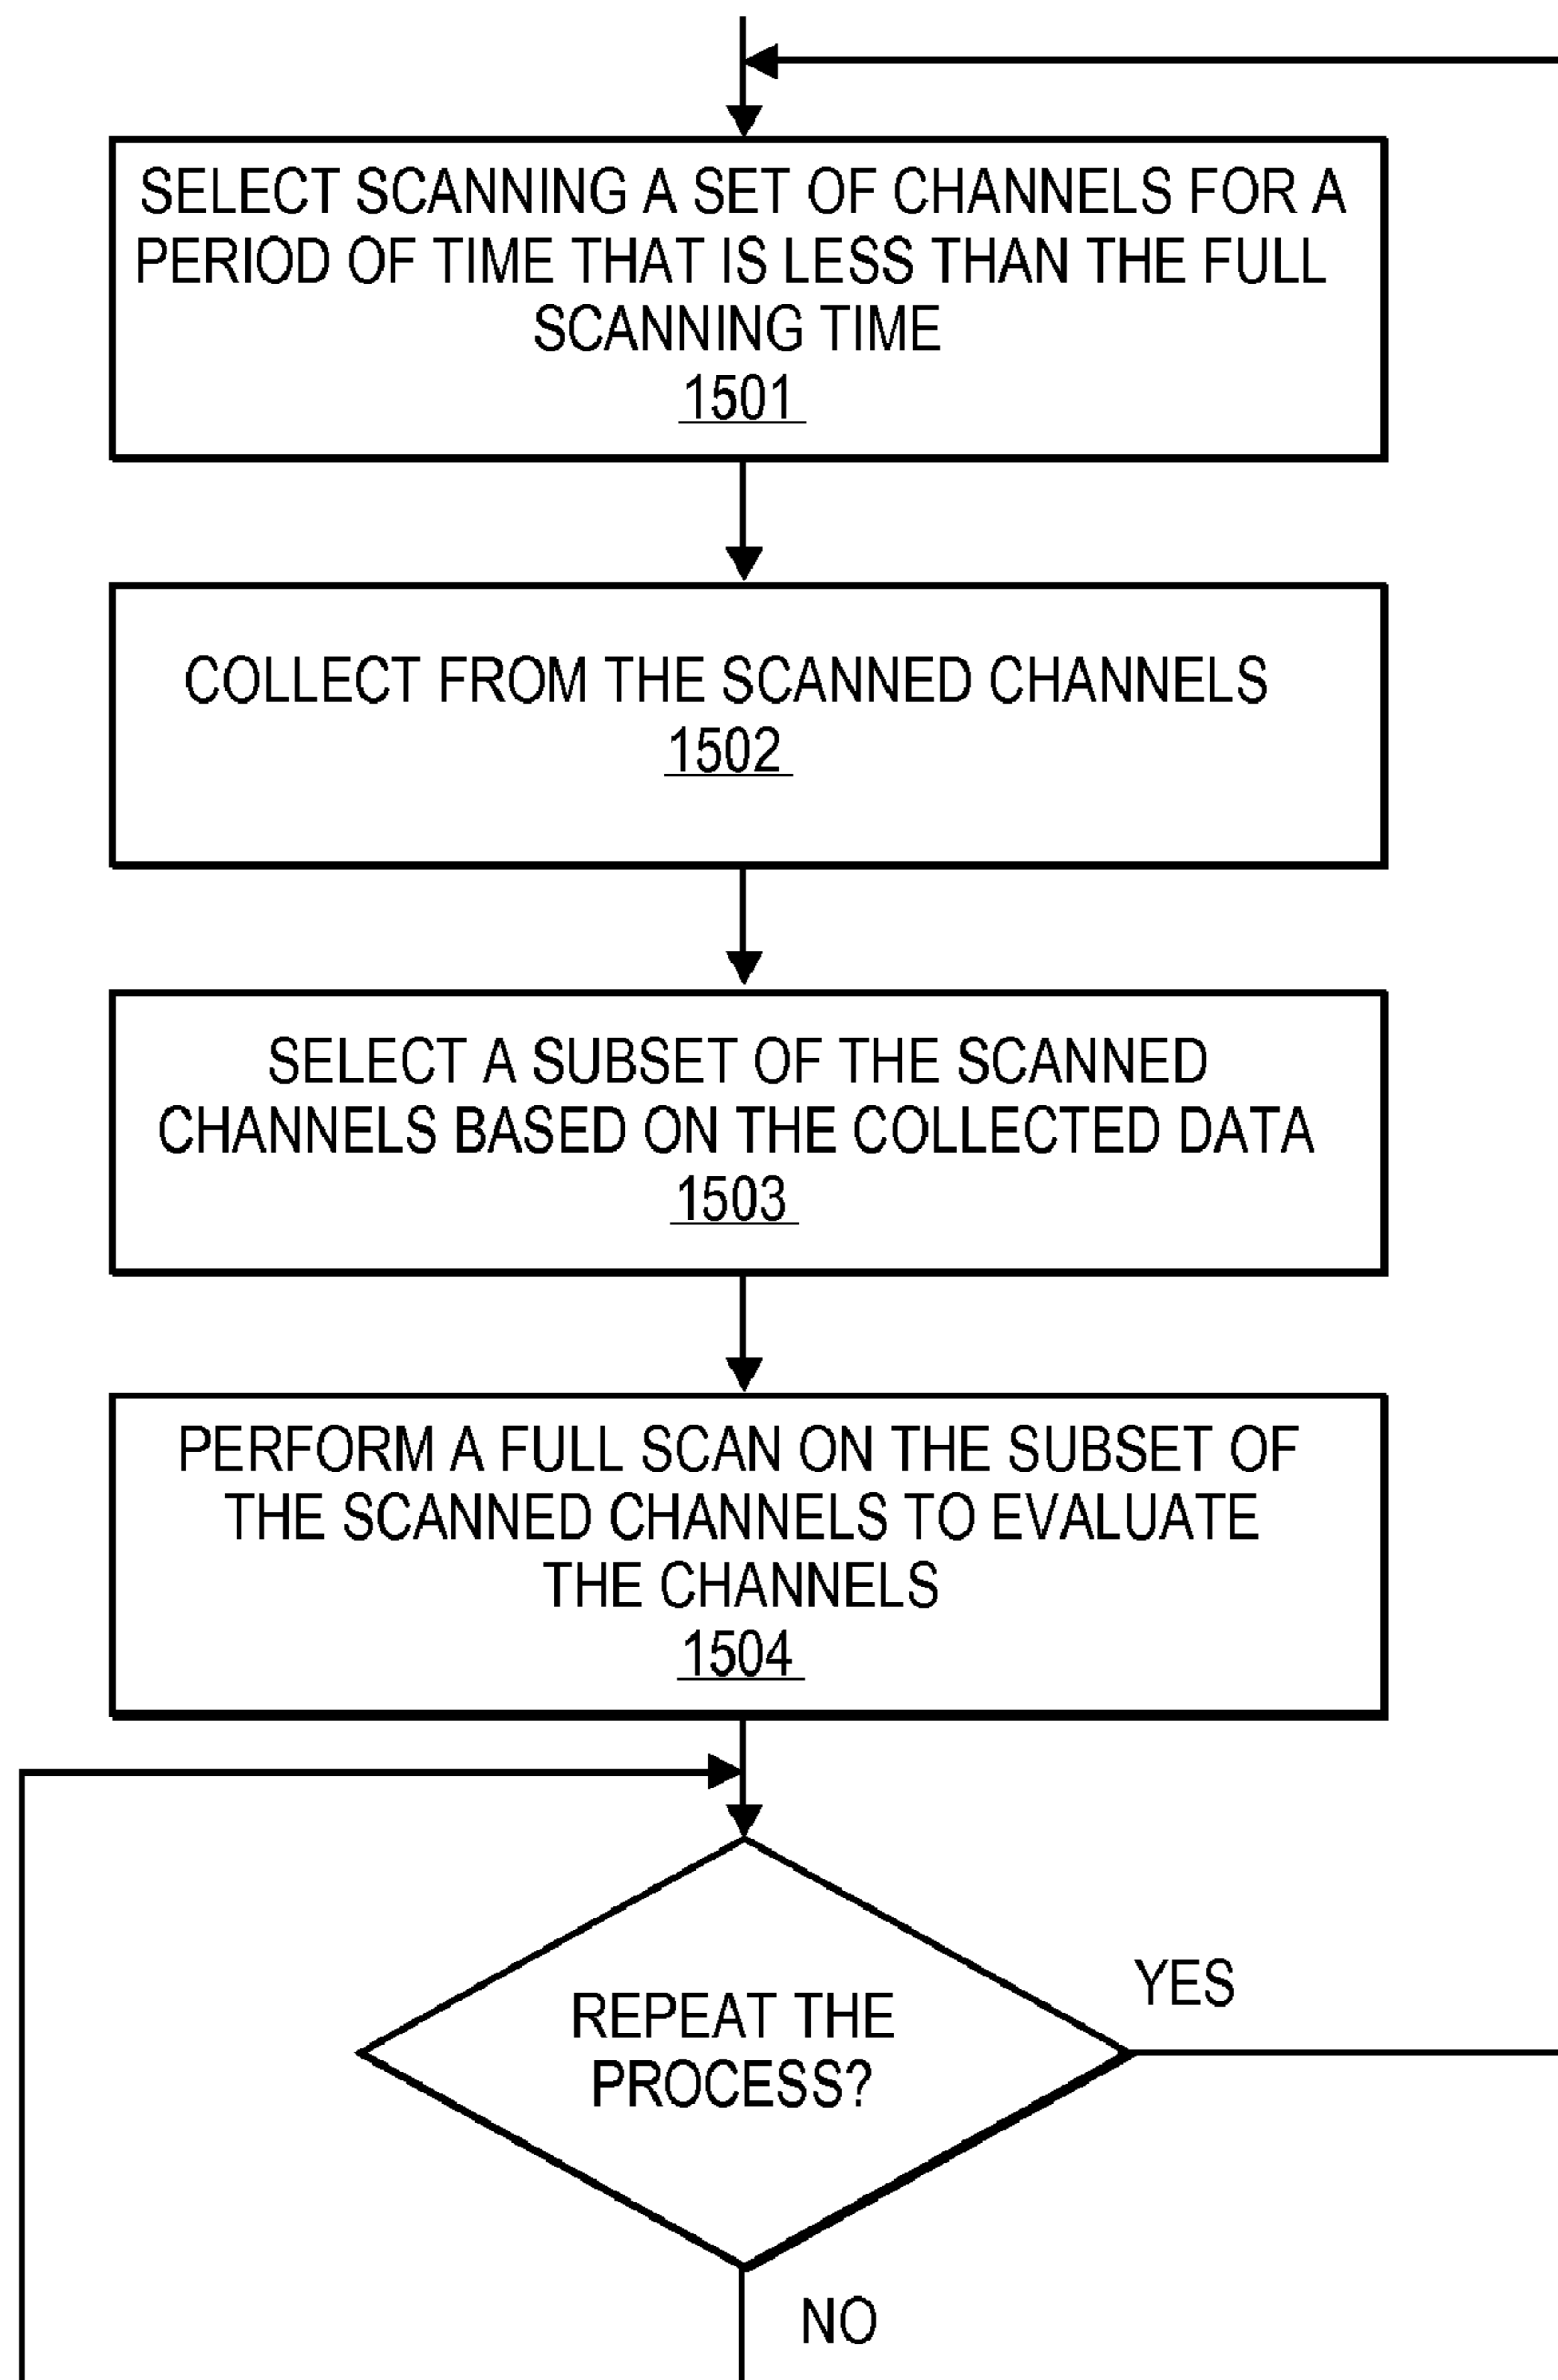 SELECT SCANNING A SET OF CHANNELS FOR A
PERIOD OF TIME THAT IS LESS THAN THE FULL
SCANNING TIME
1501
COLLECT FROM THE SCANNED CHANNELS
1502
SELECT A SUBSET OF THE SCANNED
CHANNELS BASED ON THE COLLECTED DATA
1503
PERFORM A FULL SCAN ON THE SUBSET OF
THE SCANNED CHANNELS TO EVALUATE
THE CHANNELS
1504
YES
REPEAT THE
PROCESS?
NO